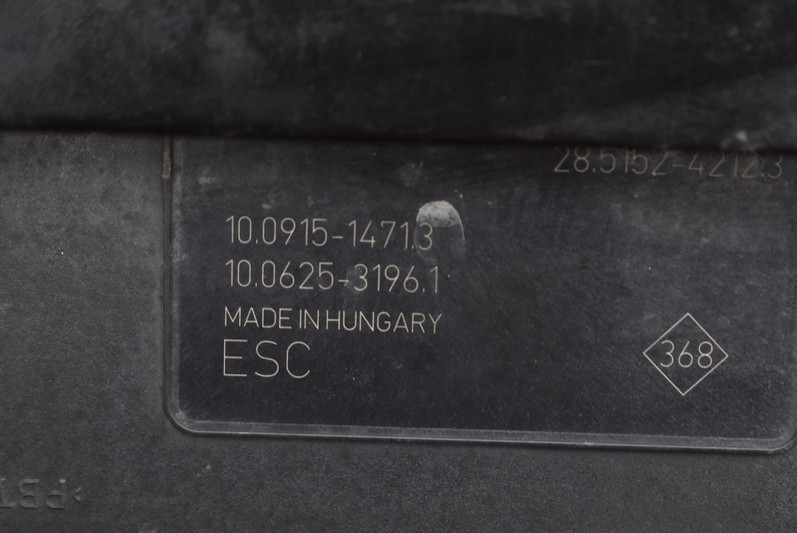 28.5152-4212.3
10.0915-1471.3
10.0625-3196.1
MADE IN HUNGARY
ESC
368